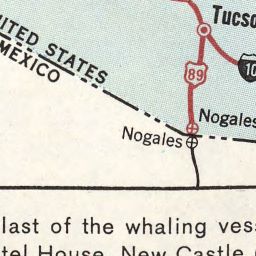 Tucso
UNITED STATES
MEXICO
89
10
Nogales
Nogales
last of the whaling vess
tel House, New Castle